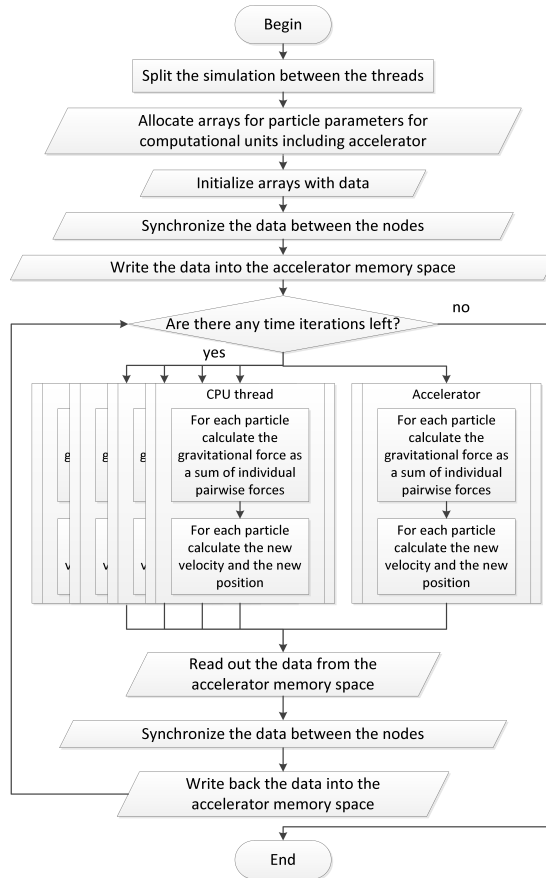 Begin
Split the simulation between the threads
Allocate arrays for particle parameters for
computational units including accelerator
Initialize arrays with data
Synchronize the data between the nodes
Write the data into the accelerator memory space
Are there any time iterations left?
no
yes
CPU thread
For each particle
calculate the
gravitational force as
a sum of individual
pairwise forces
For each particle
calculate the new
velocity and the new
position
Accelerator
For each particle
calculate the
gravitational force as
a sum of individual
pairwise forces
For each particle
calculate the new
velocity and the new
position
g
g
g
v
v
v
Read out the data from the
accelerator memory space
Synchronize the data between the nodes
Write back the data into the
accelerator memory space
End